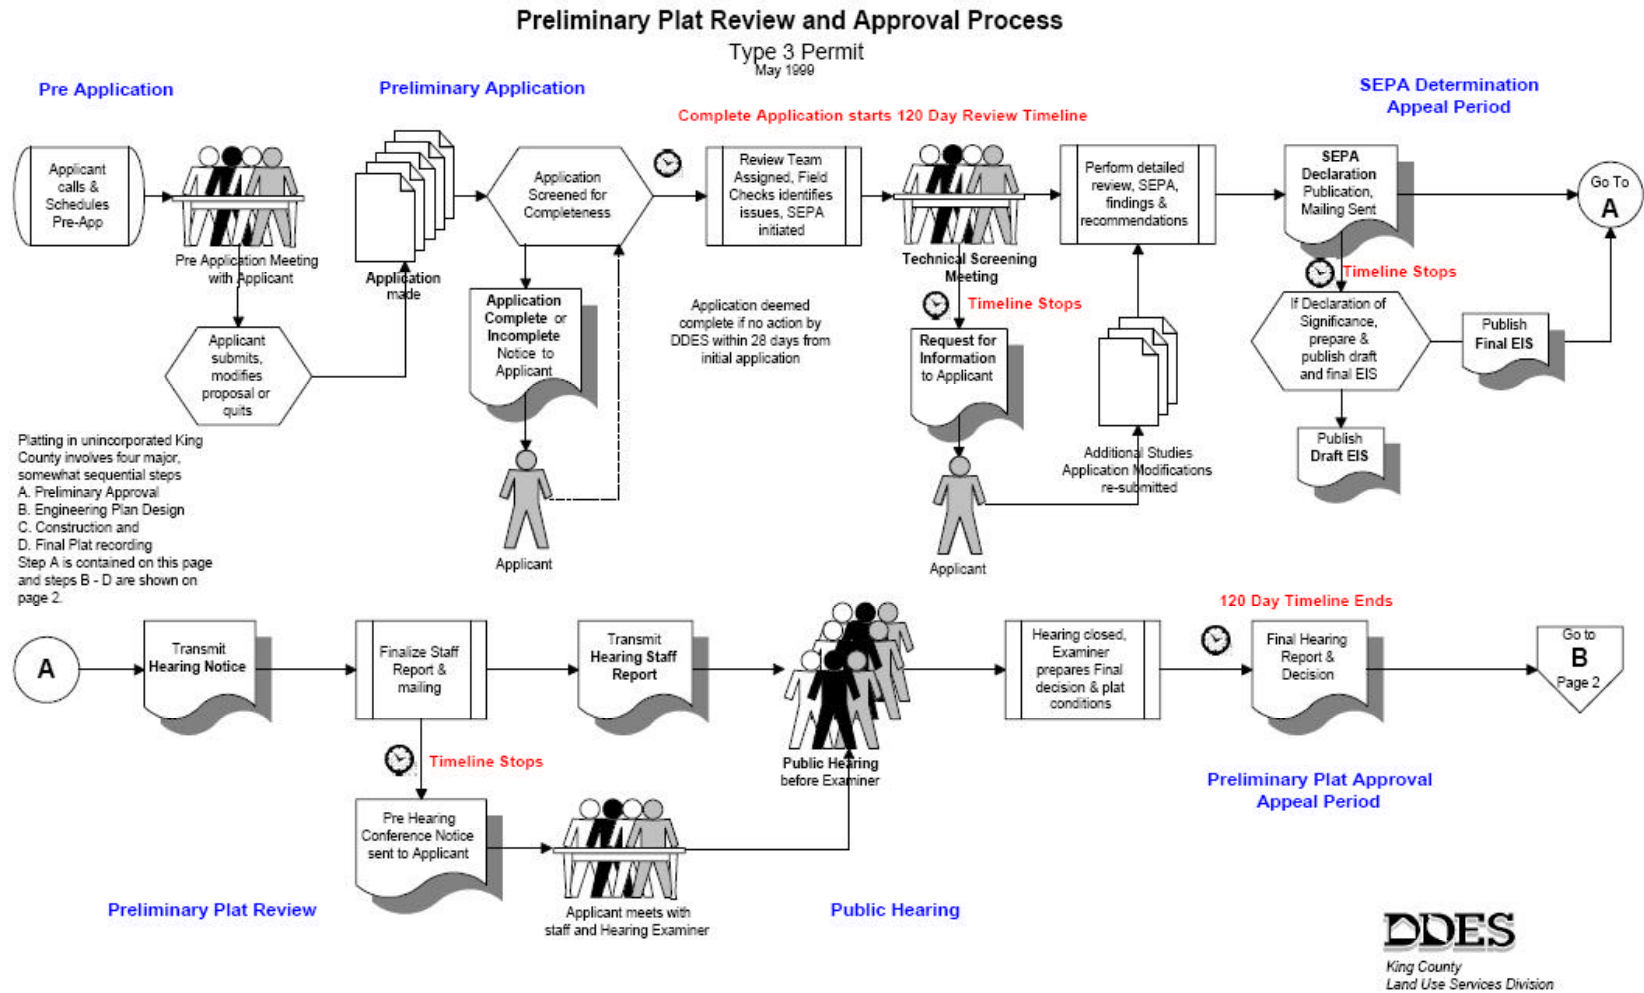 Preliminary Plat Review and Approval Process
Type 3 Permit
May 1999
Pre Application
Preliminary Application
SEPA Determination
Appeal Period
Complete Application starts 120 Day Review Timeline
Applicant
calls &
Schedules
Pre-App
Pre Application Meeting
with Applicant
Applicant
submits,
modifies
proposal or
quits
Application
made
Application
Screened for
Completeness
Application
Complete or
Incomplete
Notice to
Applicant
Applicant
Review Team
Assigned, Field
Checks identifies
issues, SEPA
initiated
Application deemed
complete if no action by
DDES within 28 days from
initial application
Technical Screening
Meeting
Timeline Stops
Request for
Information
to Applicant
Applicant
Perform detailed
review, SEPA,
findings &
recommendations
Additional Studies
Application Modifications
re-submitted
SEPA
Declaration
Publication,
Mailing Sent
Timeline Stops
If Declaration of
Significance,
prepare &
publish draft
and final EIS
Publish
Final EIS
Publish
Draft EIS
Go To
A
Platting in unincorporated King
County involves four major,
somewhat sequential steps
A. Preliminary Approval
B. Engineering Plan Design
C. Construction and
D. Final Plat recording
Step A is contained on this page
and steps B - D are shown on
page 2.
A
Transmit
Hearing Notice
Finalize Staff
Report &
mailing
Timeline Stops
Pre Hearing
Conference Notice
sent to Applicant
Applicant meets with
staff and Hearing Examiner
Transmit
Hearing Staff
Report
Public Hearing
before Examiner
Hearing closed,
Examiner
prepares Final
decision & plat
conditions
120 Day Timeline Ends
Final Hearing
Report &
Decision
Go to
B
Page 2
Preliminary Plat Approval
Appeal Period
Preliminary Plat Review
Public Hearing
DDES
King County
Land Use Services Division